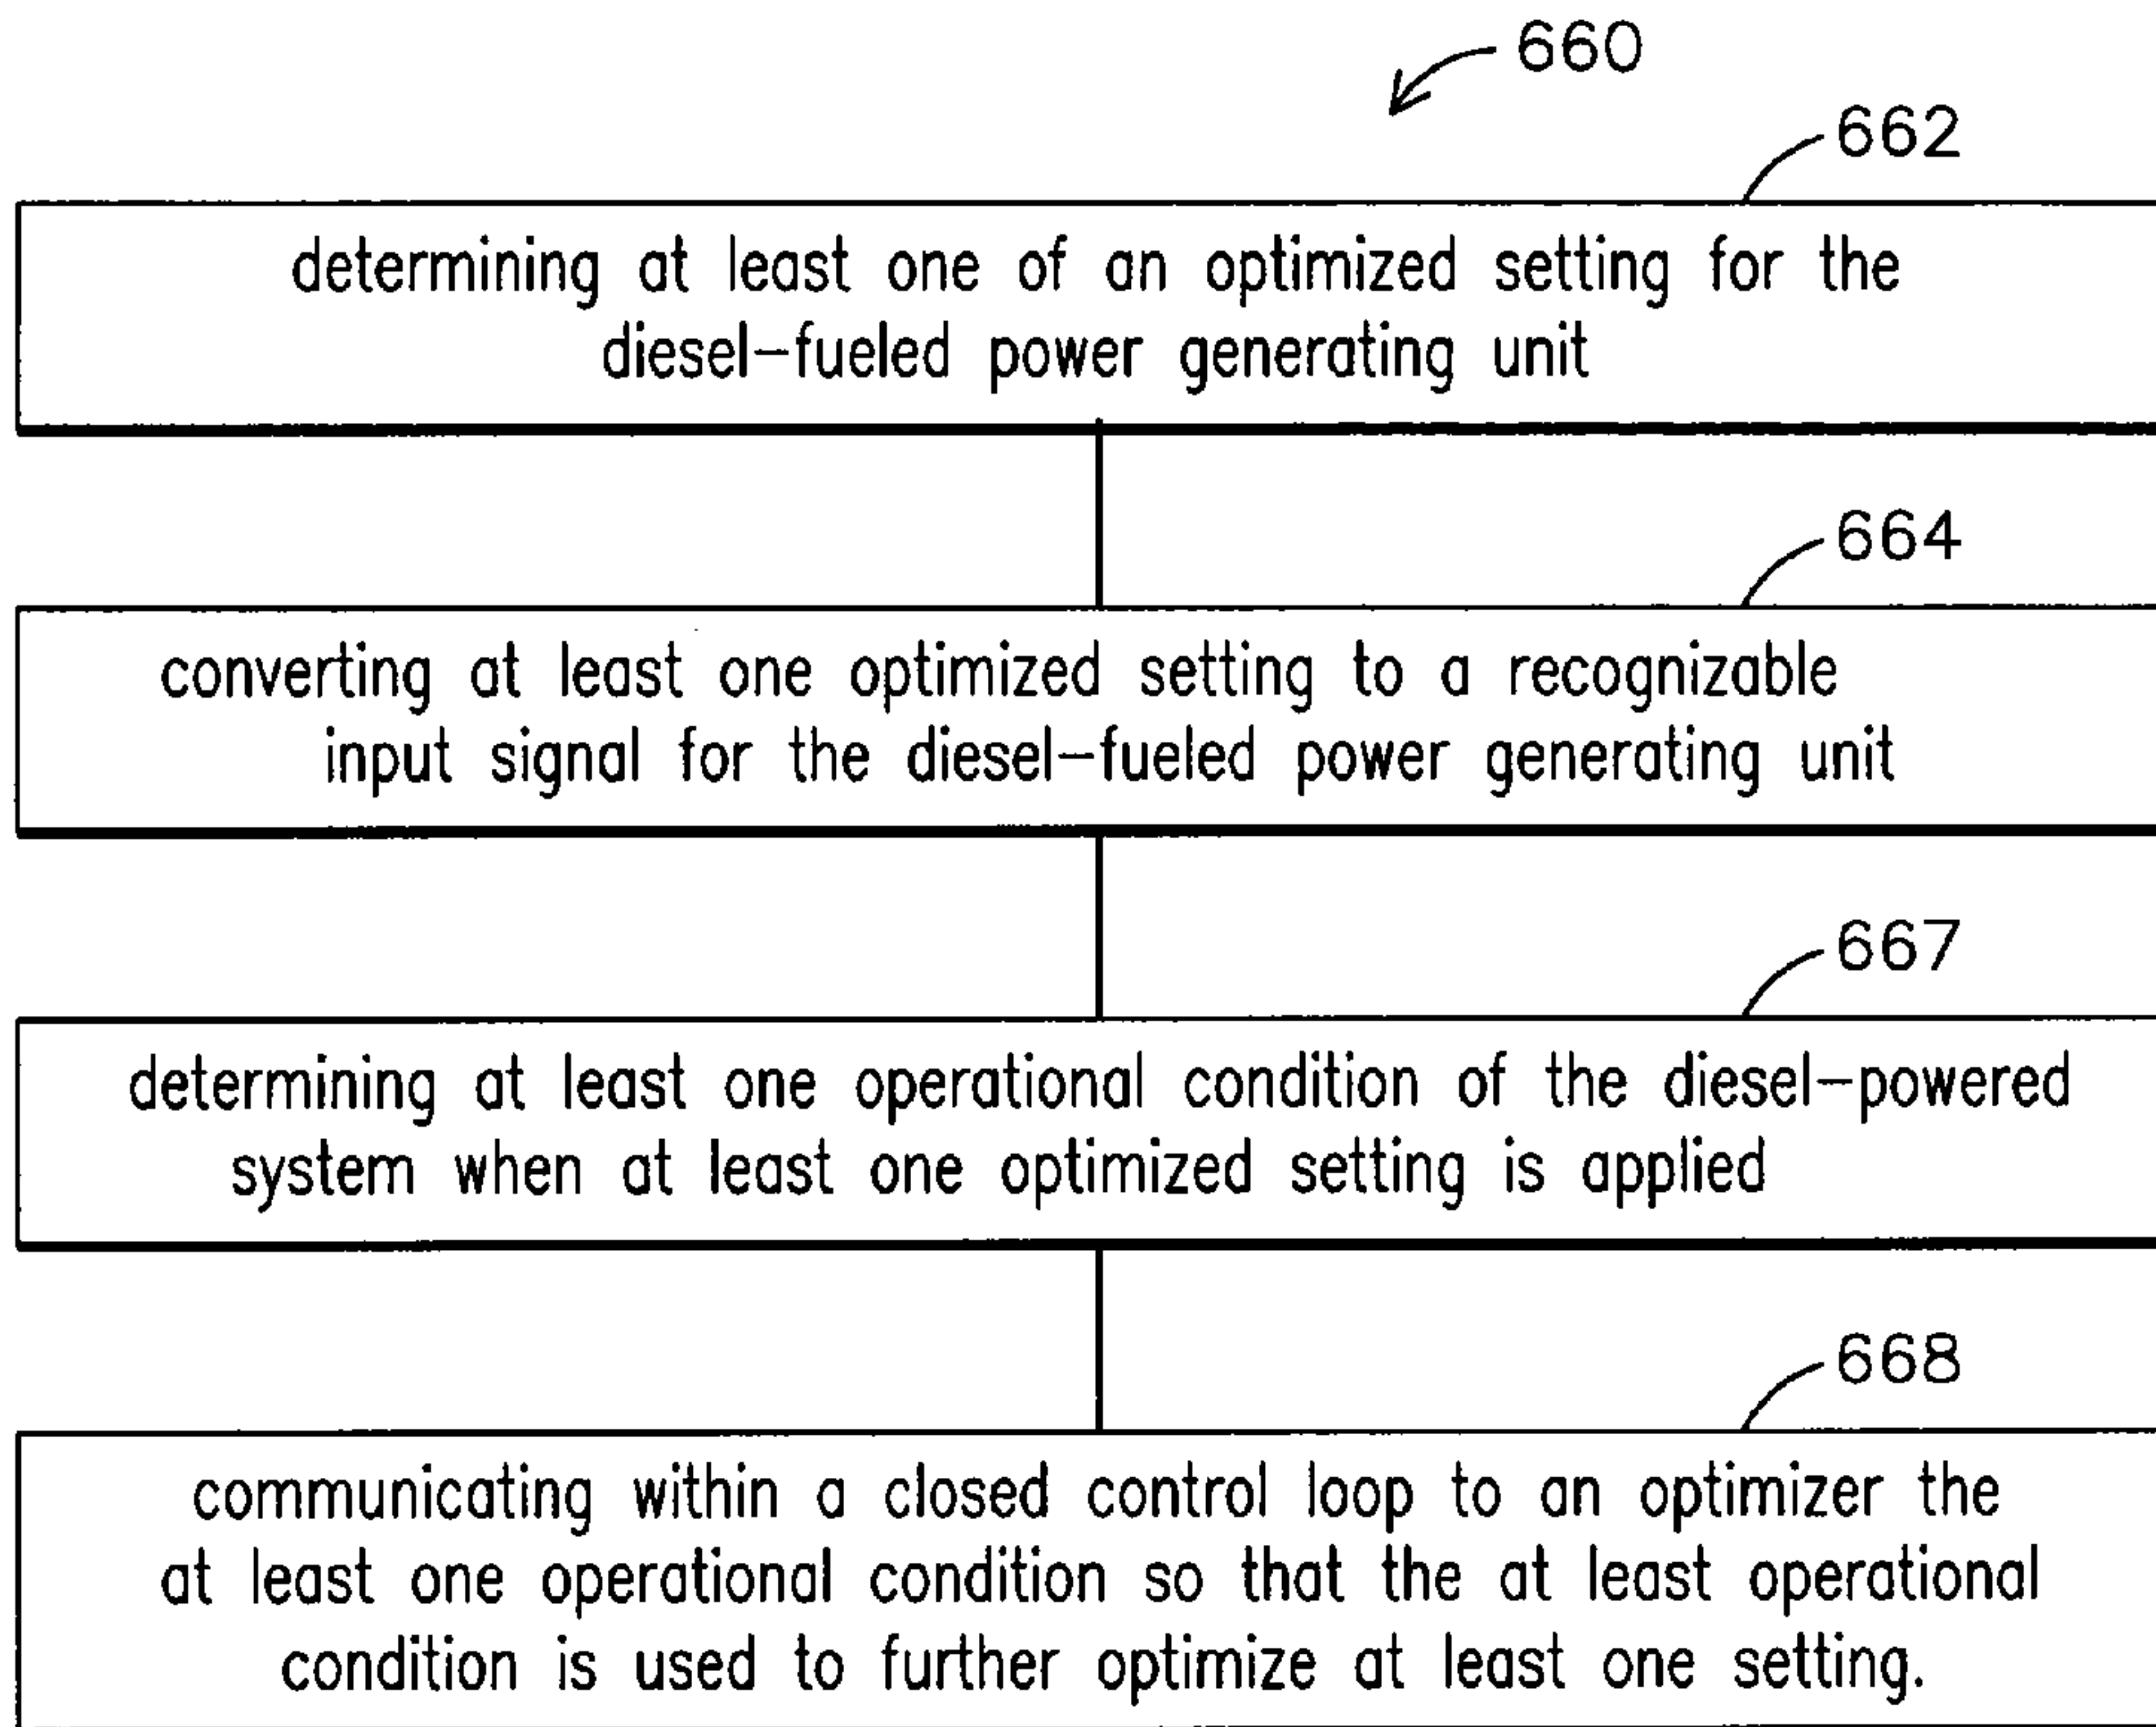 660
662
determining at least one of an optimized setting for the
diesel-fueled power generating unit
664
converting at least one optimized setting to a recognizable
input signal for the diesel-fueled power generating unit
667
determining at least one operational condition of the diesel-powered
system when at least one optimized setting is applied
668
communicating within a closed control loop to an optimizer the
at least one operational condition so that the at least operational
condition is used to further optimize at least one setting.